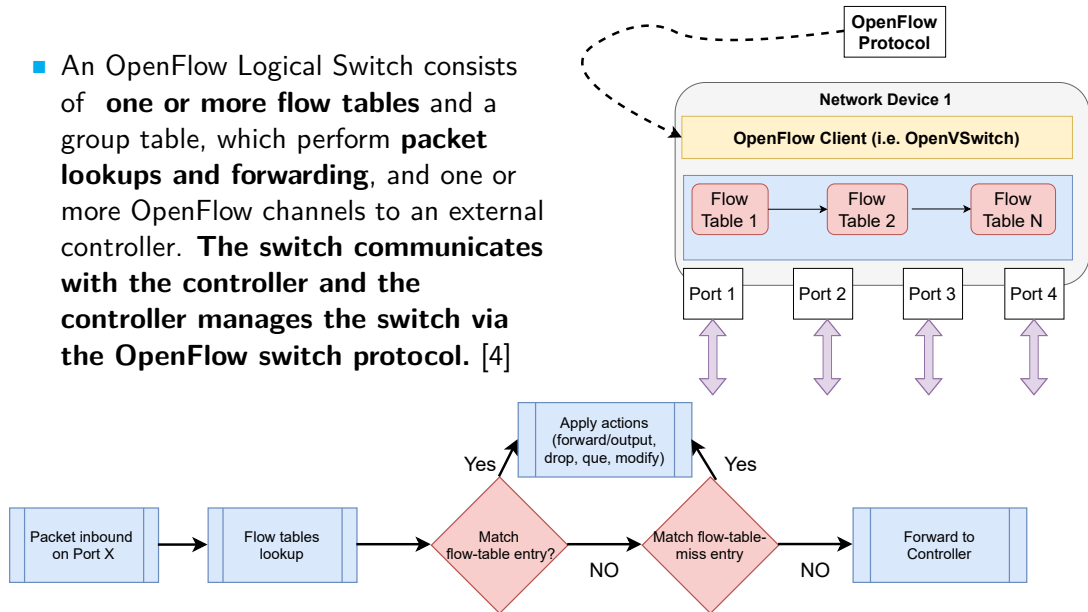 An OpenFlow Logical Switch consists
of one or more flow tables and a
group table, which perform packet
lookups and forwarding, and one or
more OpenFlow channels to an external
controller. The switch communicates
with the controller and the
controller manages the switch via
the OpenFlow switch protocol. [4]
OpenFlow
Protocol
Network Device 1
OpenFlow Client (i.e. OpenVSwitch)
Flow
Table 1
Flow
Table 2
Flow
Table N
Port 1
Port 2
Port 3
Port 4
Apply actions
(forward/output,
drop, que, modify)
Yes
Yes
Packet inbound
on Port X
Flow tables
lookup
Match
flow-table entry?
NO
Match flow-table-
miss entry
NO
Forward to
Controller